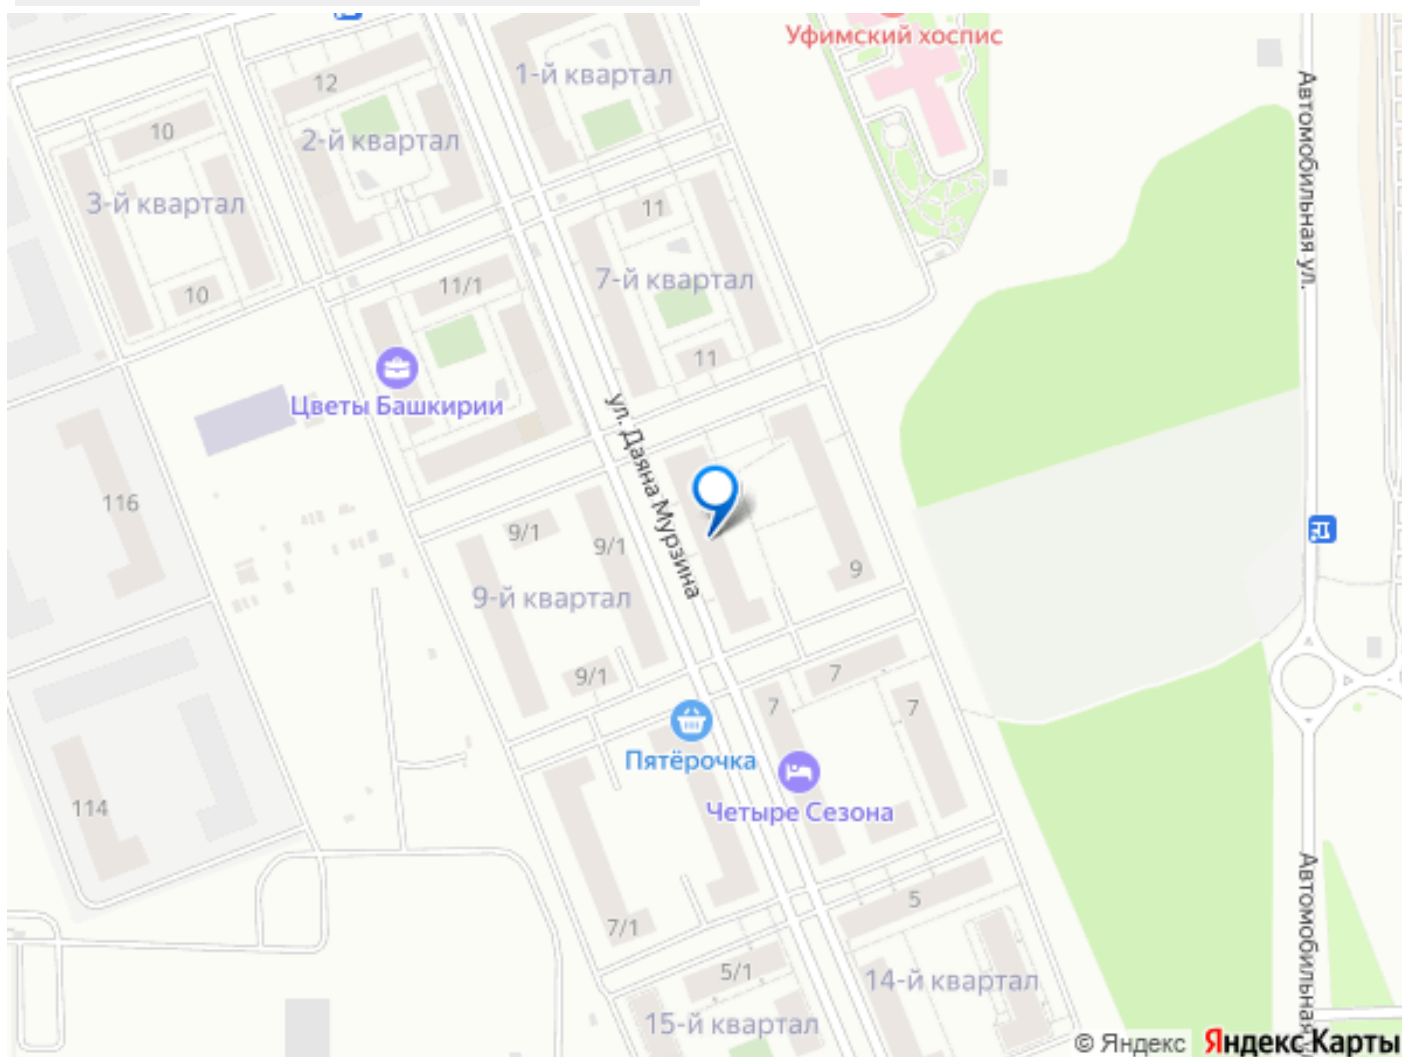 Уфимский хоспис
1-й квартал
12
2-й квартал
10
3-й квартал
10
11
7-й квартал
11/1
11
Цветы Башкирии
Автомобильная ул.
ул. Даяна Мурзина
116
9/1
9/1
9
9-й квартал
9/1
7
7
7
Пятёрочка
Четыре Сезона
114
7/1
5
5/1
14-й квартал
15-й квартал
Автомобильная
© Яндекс Яндекс Карты